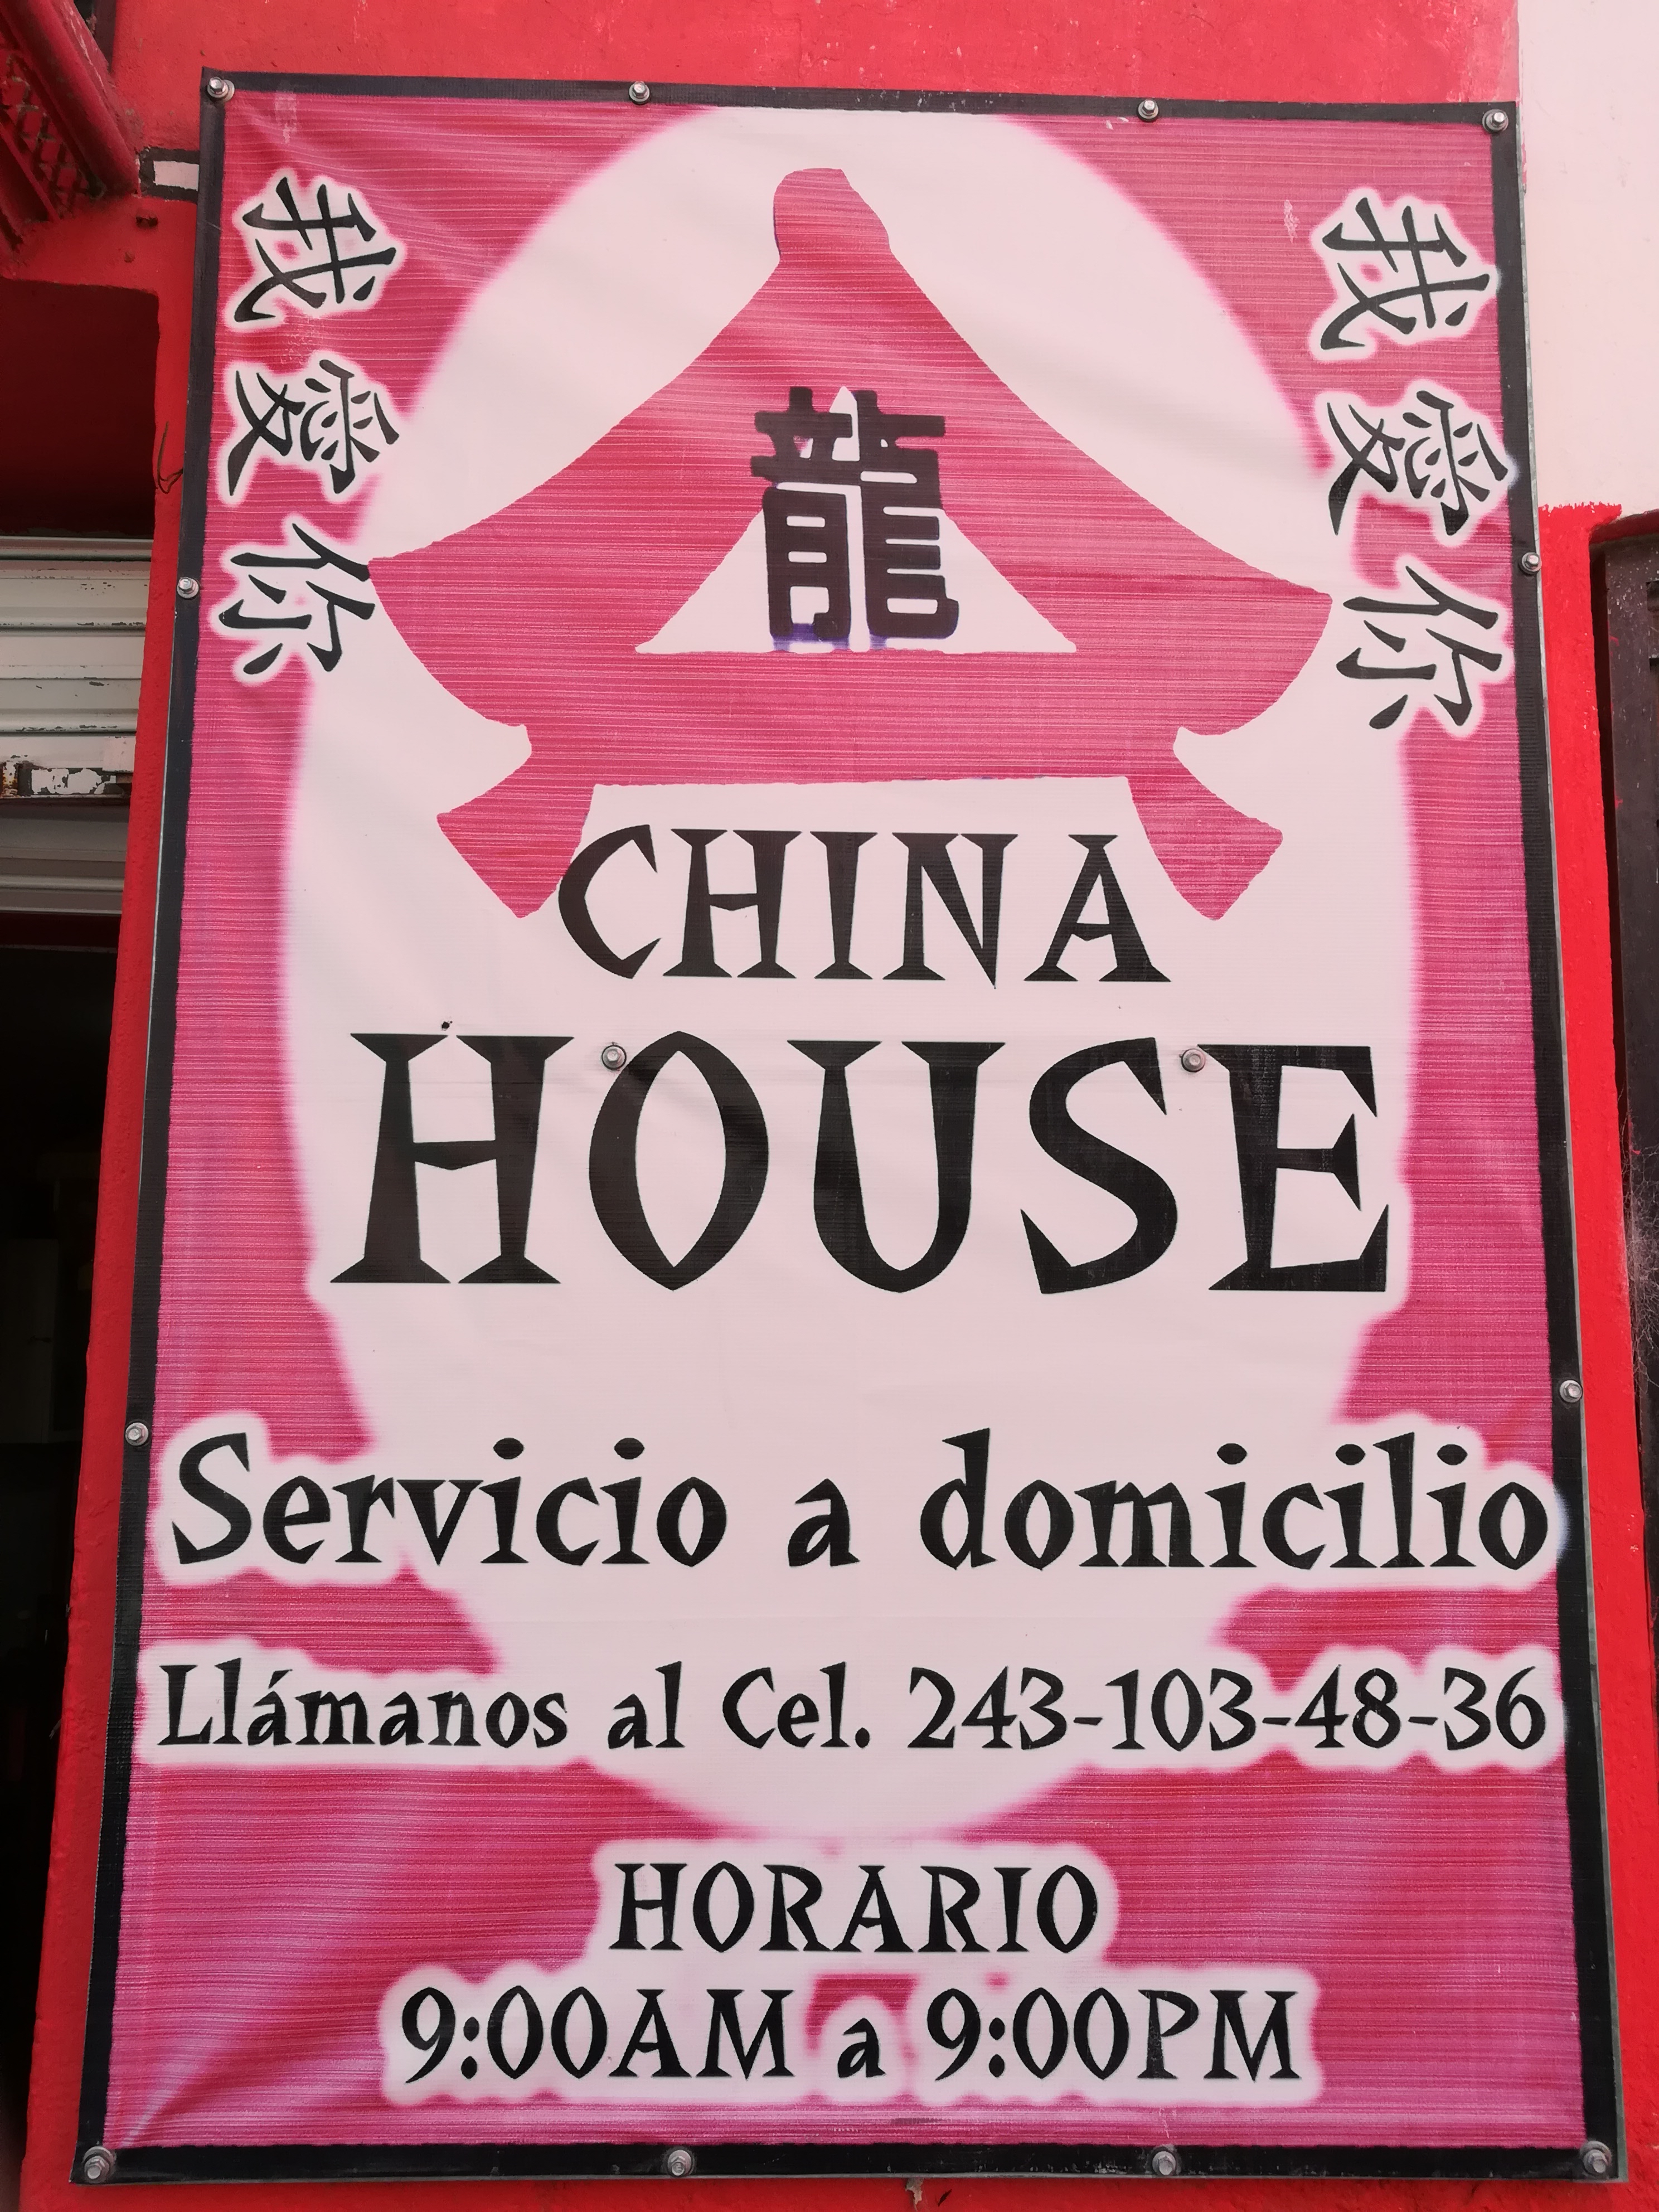 我愛你
我愛你
龍
CHINA
HOUSE
Servicio a domicilio
Llámanos al Cel. 243-103-48-36
HORARIO
9:00AM a 9:00PM